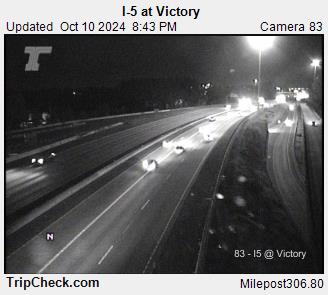 I-5 at Victory
Updated Oct 10 2024 8:43 PM Camera 83
T
N
83 - I5 @ Victory
TripCheck.com Milepost306.80